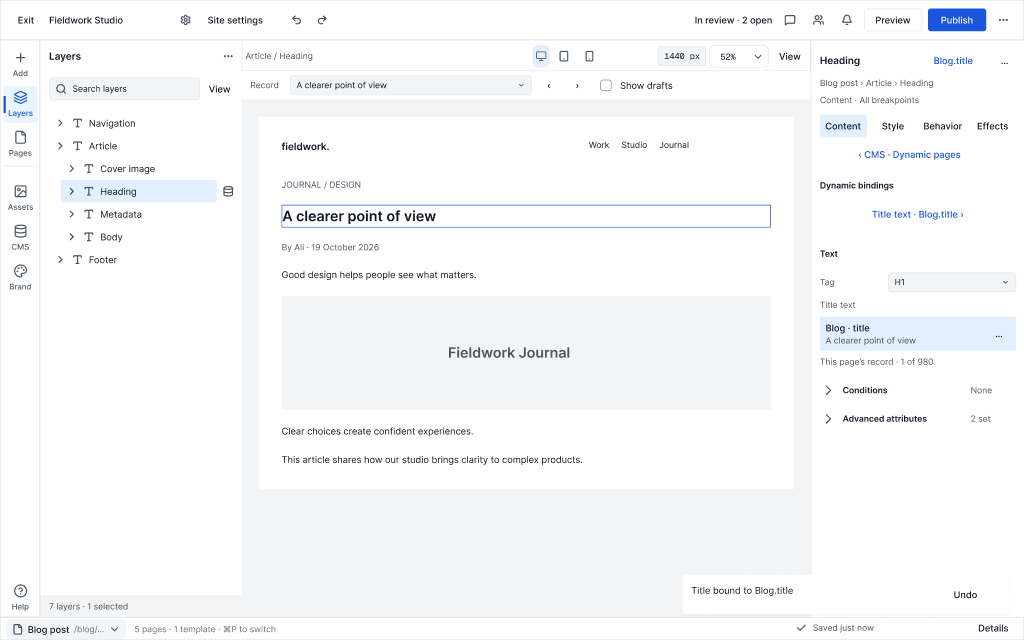 Exit
Fieldwork Studio
Site settings
In review · 2 open
Preview
Publish
Add
Layers
Pages
Assets
CMS
Brand
Help
Layers
Search layers
View
Navigation
Article
Cover image
Heading
Metadata
Body
Footer
7 layers · 1 selected
Article / Heading
1440 px
52%
View
Record
A clearer point of view
Show drafts
fieldwork.
Work
Studio
Journal
JOURNAL / DESIGN
A clearer point of view
By Ali · 19 October 2026
Good design helps people see what matters.
Fieldwork Journal
Clear choices create confident experiences.
This article shares how our studio brings clarity to complex products.
Heading
Blog.title
Blog post › Article › Heading
Content · All breakpoints
Content
Style
Behavior
Effects
‹ CMS · Dynamic pages
Dynamic bindings
Title text · Blog.title ›
Text
Tag
H1
Title text
Blog · title
A clearer point of view
This page's record · 1 of 980
Conditions
None
Advanced attributes
2 set
Title bound to Blog.title
Undo
Blog post
/blog/...
5 pages · 1 template · ⌘P to switch
Saved just now
Details